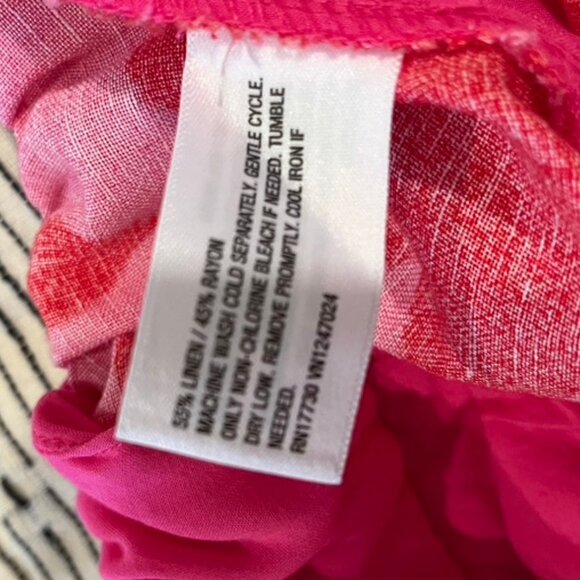 55% LINEN / 45% RAYON
MACHINE WASH COLD SEPARATELY. GENTLE CYCLE.
ONLY NON-CHLORINE BLEACH IF NEEDED. TUMBLE
DRY LOW. REMOVE PROMPTLY. COOL IRON IF
NEEDED.
RN17730 VN1247024